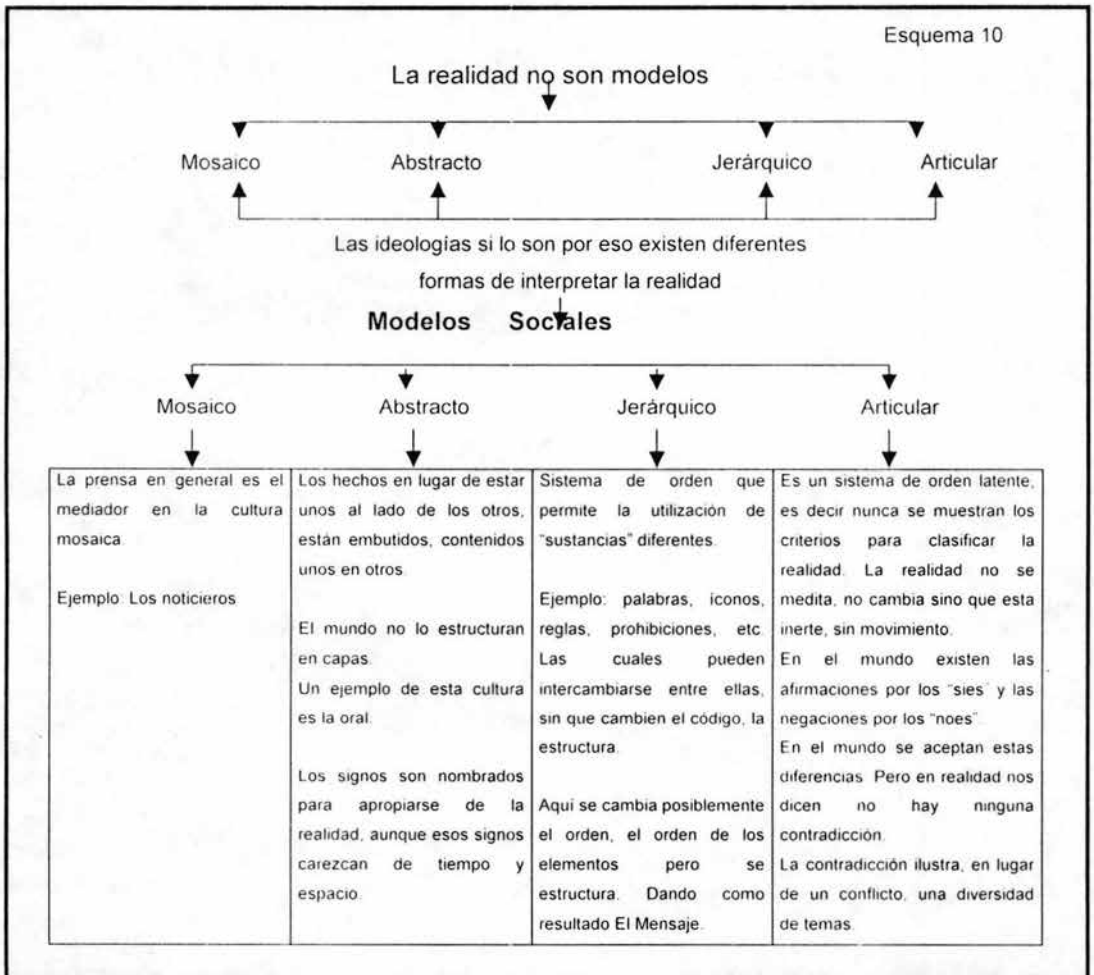 Esquema 10
La realidad no son modelos
Mosaico Abstracto Jerárquico Articular
Las ideologías si lo son por eso existen diferentes
formas de interpretar la realidad
Modelos Sociales
Mosaico Abstracto Jerárquico Articular
La prensa en general es el
mediador en la cultura
mosaica.
Ejemplo: Los noticieros
Los hechos en lugar de estar
unos al lado de los otros,
están embutidos, contenidos
unos en otros.
El mundo no lo estructuran
en capas.
Un ejemplo de esta cultura
es la oral.
Los signos son nombrados
para apropiarse de la
realidad, aunque esos signos
carezcan de tiempo y
espacio.
Sistema de orden que
permite la utilización de
"sustancias" diferentes.
Ejemplo: palabras, iconos,
reglas, prohibiciones, etc.
Las cuales pueden
intercambiarse entre ellas,
sin que cambien el código, la
estructura.
Aquí se cambia posiblemente
el orden, el orden de los
elementos pero se
estructura. Dando como
resultado El Mensaje.
Es un sistema de orden latente,
es decir nunca se muestran los
criterios para clasificar la
realidad. La realidad no se
medita, no cambia sino que esta
inerte, sin movimiento.
En el mundo existen las
afirmaciones por los "sies" y las
negaciones por los "noes".
En el mundo se aceptan estas
diferencias. Pero en realidad nos
dicen no hay ninguna
contradicción.
La contradicción ilustra, en lugar
de un conflicto, una diversidad
de temas.